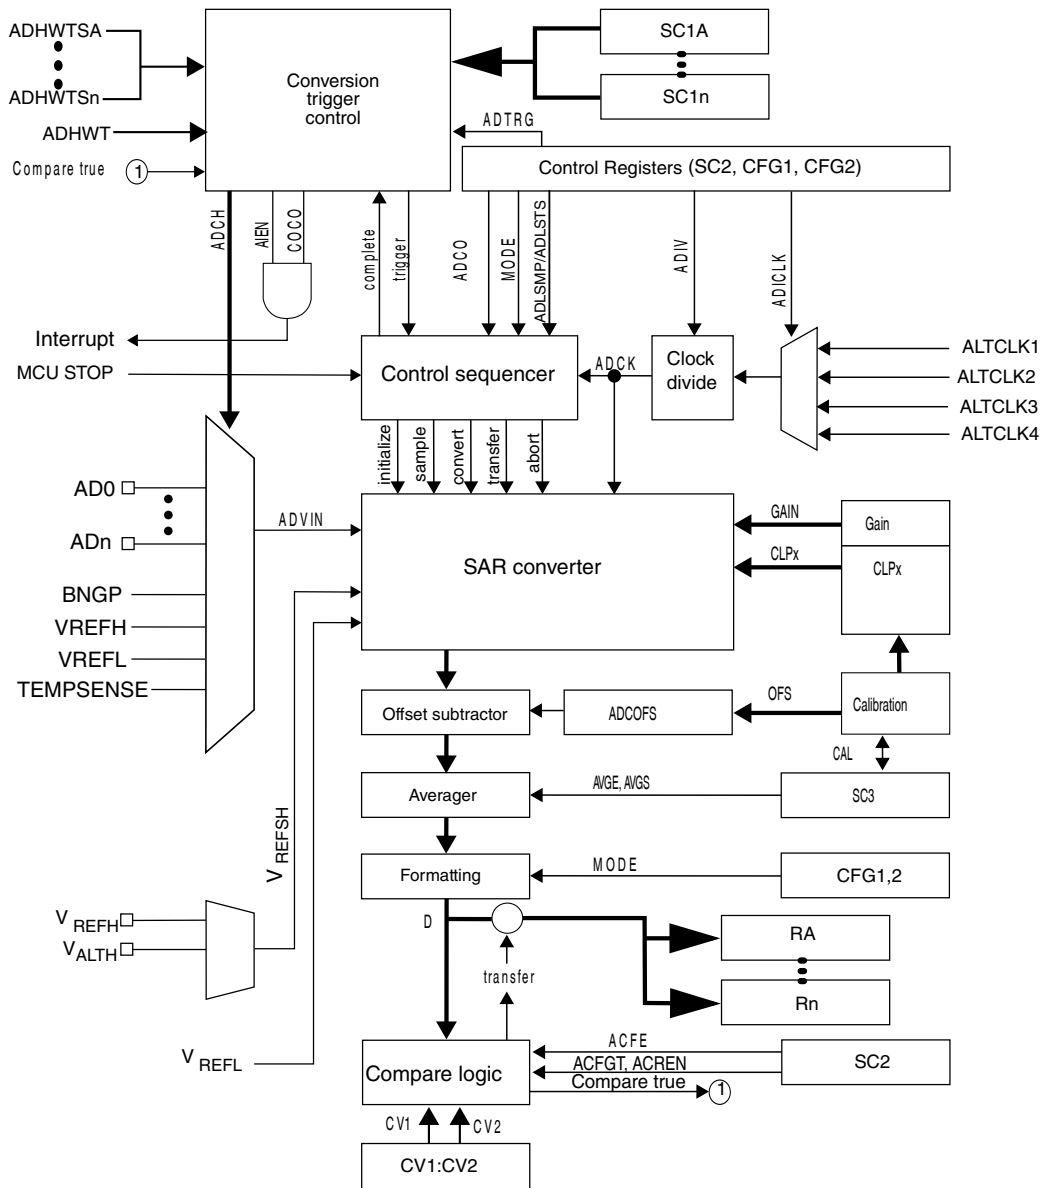 ADHWTSA
ADHWTSn
ADHWT
Compare true
1
Conversion
trigger
control
SC1A
SC1n
ADTRG
Control Registers (SC2, CFG1, CFG2)
ADCH
AIEN
COCO
complete
trigger
ADCO
MODE
ADLSMP/ADLSTS
ADIV
ADICLK
Interrupt
MCU STOP
Control sequencer
ADCK
Clock
divide
ALTCLK1
ALTCLK2
ALTCLK3
ALTCLK4
initialize
sample
convert
transfer
abort
AD0
ADn
BNGP
VREFH
VREFL
TEMPSENSE
ADVIN
SAR converter
GAIN
CLPx
Gain
CLPx
Offset subtractor
ADCOFS
OFS
Calibration
CAL
Averager
AVGE, AVGS
SC3
Formatting
MODE
CFG1,2
V REFSH
V REFH
VALTH
V REFL
D
transfer
RA
Rn
Compare logic
ACFE
ACFGT, ACREN
Compare true
1
SC2
CV1
CV2
CV1:CV2